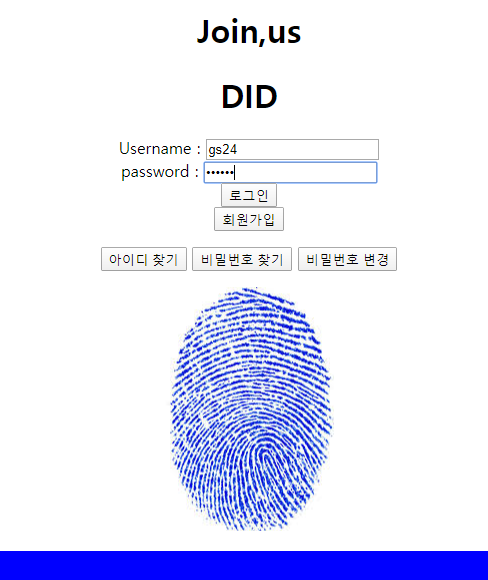 Join,us
DID
Username : gs24
password : ••••••
로그인
회원가입
아이디 찾기 비밀번호 찾기 비밀번호 변경